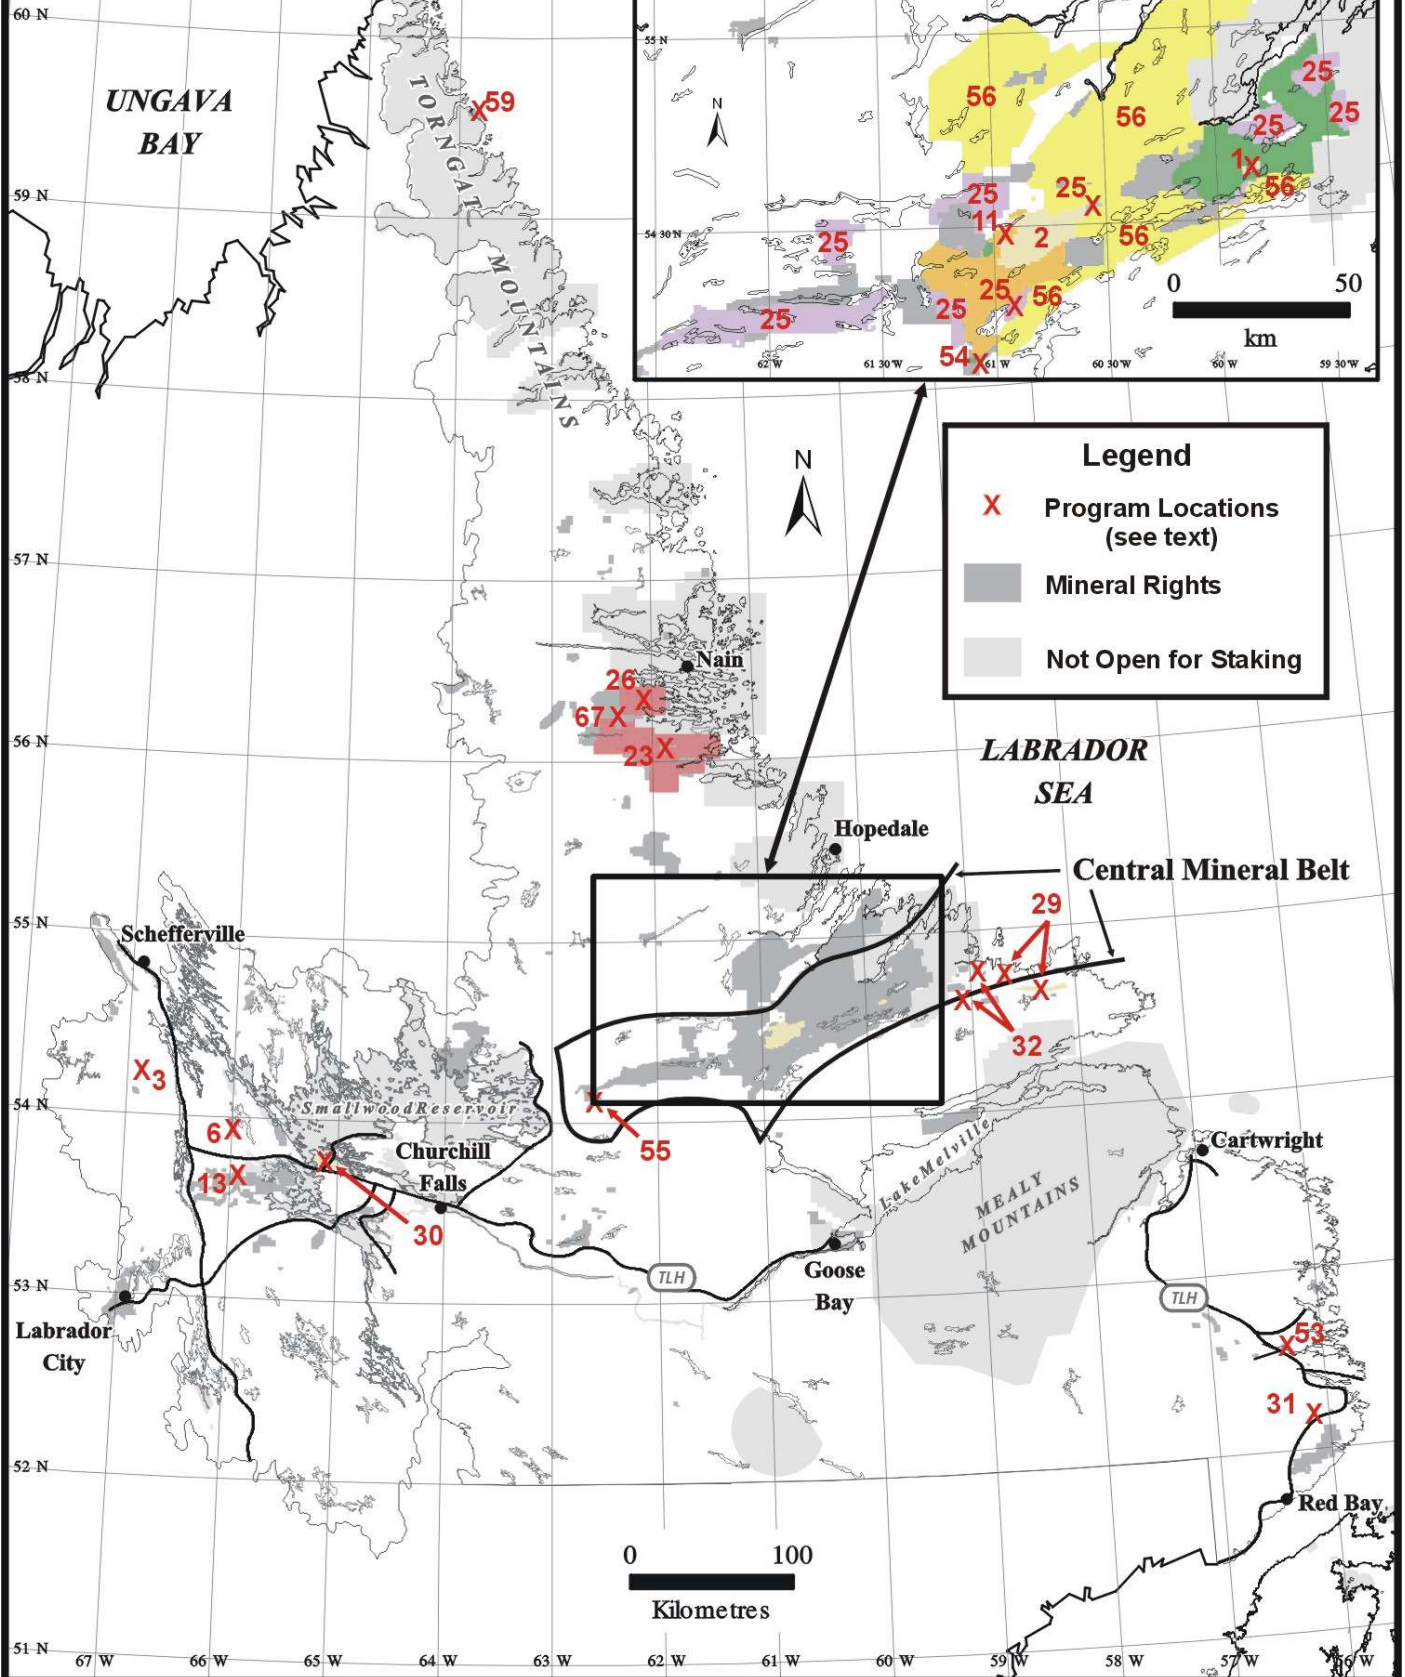 60 N
59 N
58 N
57 N
56 N
55 N
54 N
53 N
52 N
51 N
UNGAVA
BAY
TORNGAT
MOUNTAINS
59
N
55 N
54 30 N
56
56
25
25
25
1
56
25
25
11
2
56
25
25
25
56
25
54
0 50
km
62 W
61 30 W
61 W
60 30 W
60 W
59 30 W
Legend
X Program Locations
(see text)
Mineral Rights
Not Open for Staking
N
Nain
26
67
23
LABRADOR
SEA
Hopedale
Central Mineral Belt
29
32
55
Schefferville
3
6
13
Smallwood Reservoir
Churchill
Falls
30
Labrador
City
TLH
Goose
Bay
Lake Melville
MEALY
MOUNTAINS
Cartwright
TLH
53
31
Red Bay
0 100
Kilometres
67 W
66 W
65 W
64 W
63 W
62 W
61 W
60 W
59 W
58 W
57 W
56 W